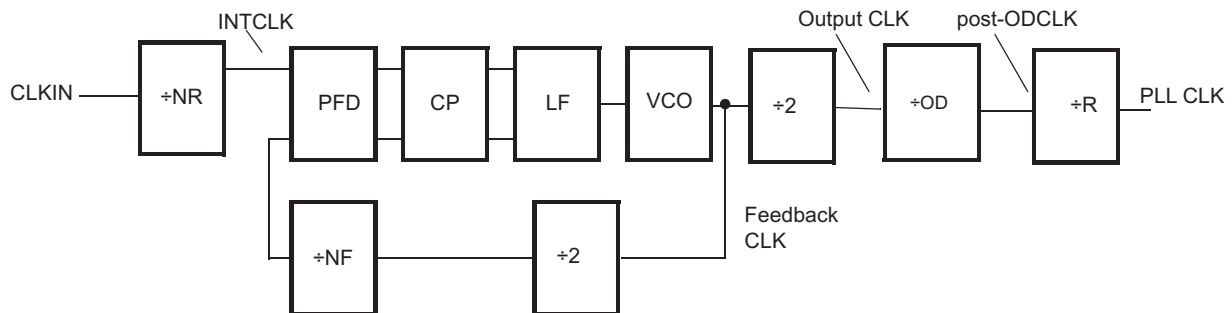 INTCLK
Output CLK
post-ODCLK
CLKIN
÷NR
PFD
CP
LF
VCO
÷2
÷OD
÷R
PLL CLK
÷NF
÷2
Feedback
CLK